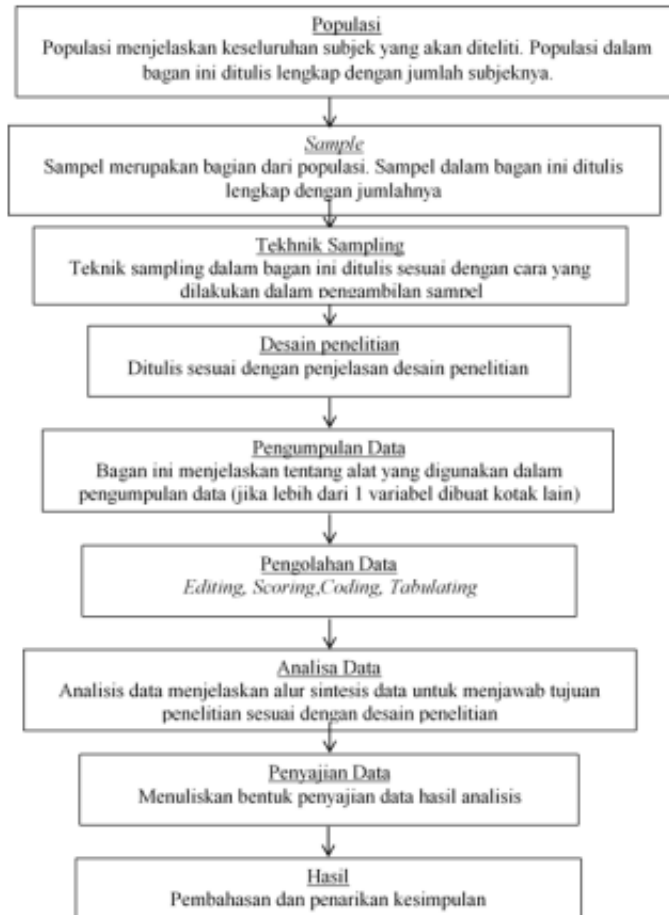 Populasi
Populasi menjelaskan keseluruhan subjek yang akan diteliti. Populasi dalam
bagan ini ditulis lengkap dengan jumlah subjeknya.
Sample
Sampel merupakan bagian dari populasi. Sampel dalam bagan ini ditulis
lengkap dengan jumlahnya
Tekhnik Sampling
Teknik sampling dalam bagan ini ditulis sesuai dengan cara yang
dilakukan dalam pengambilan sampel
Desain penelitian
Ditulis sesuai dengan penjelasan desain penelitian
Pengumpulan Data
Bagan ini menjelaskan tentang alat yang digunakan dalam
pengumpulan data (jika lebih dari 1 variabel dibuat kotak lain)
Pengolahan Data
Editing, Scoring,Coding, Tabulating
Analisa Data
Analisis data menjelaskan alur sintesis data untuk menjawab tujuan
penelitian sesuai dengan desain penelitian
Penyajian Data
Menuliskan bentuk penyajian data hasil analisis
Hasil
Pembahasan dan penarikan kesimpulan